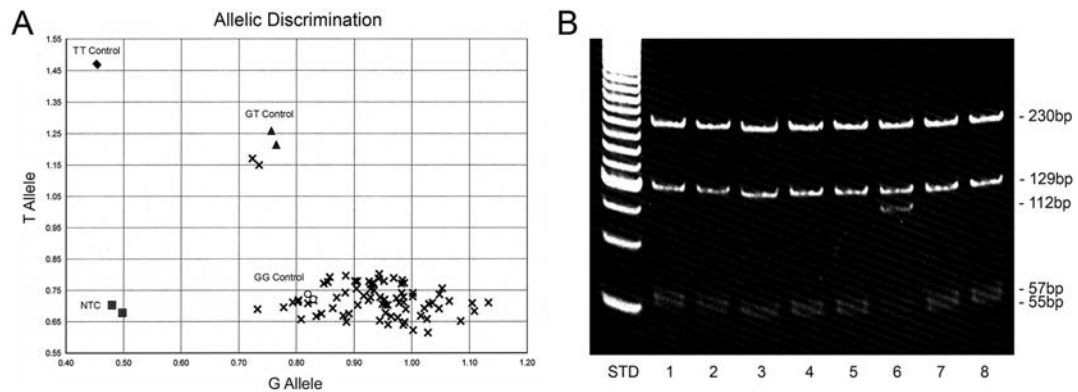 A
Allelic Discrimination
1.55
1.45
1.35
1.25
1.15
1.05
0.95
0.85
0.75
0.65
0.55
T Allele
TT Control
GT Control
GG Control
NTC
0.40 0.50 0.60 0.70 0.80 0.90 1.00 1.10 1.20
G Allele
B
- 230bp
- 129bp
- 112bp
- 57bp
55bp
STD 1 2 3 4 5 6 7 8